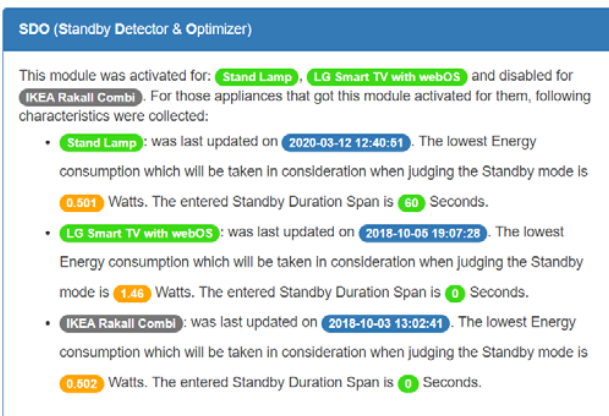 SDO (Standby Detector & Optimizer)
This module was activated for: Stand Lamp, LG Smart TV with webOS and disabled for
IKEA Rakall Combi. For those appliances that got this module activated for them, following
characteristics were collected:
• Stand Lamp: was last updated on 2020-03-12 12:40:51. The lowest Energy
consumption which will be taken in consideration when judging the Standby mode is
0.501 Watts. The entered Standby Duration Span is 60 Seconds.
• LG Smart TV with webOS: was last updated on 2018-10-05 19:07:28. The lowest
Energy consumption which will be taken in consideration when judging the Standby
mode is 1.46 Watts. The entered Standby Duration Span is 0 Seconds.
• IKEA Rakall Combi: was last updated on 2018-10-03 13:02:41. The lowest Energy
consumption which will be taken in consideration when judging the Standby mode is
0.502 Watts. The entered Standby Duration Span is 0 Seconds.